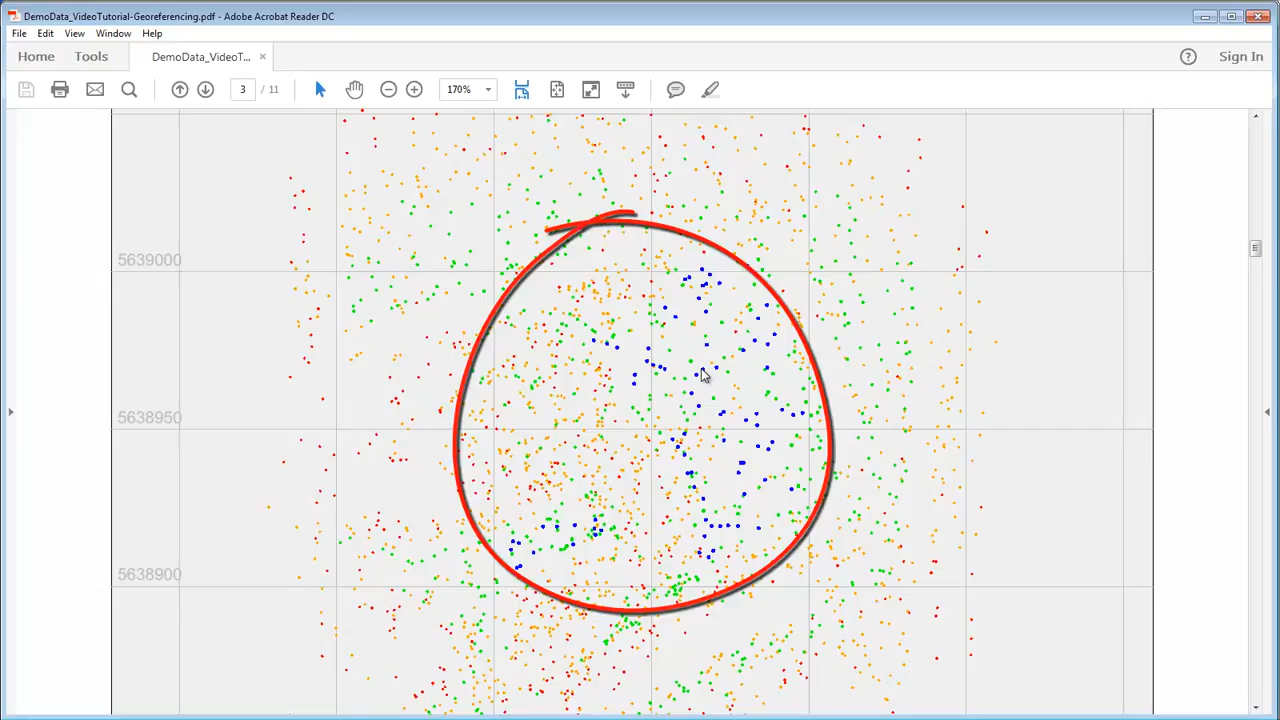 DemoData_VideoTutorial-Georeferencing.pdf - Adobe Acrobat Reader DC
File Edit View Window Help
Home Tools DemoData_VideoT... × Sign In
3 / 11 170%
5639000
5638950
5638900